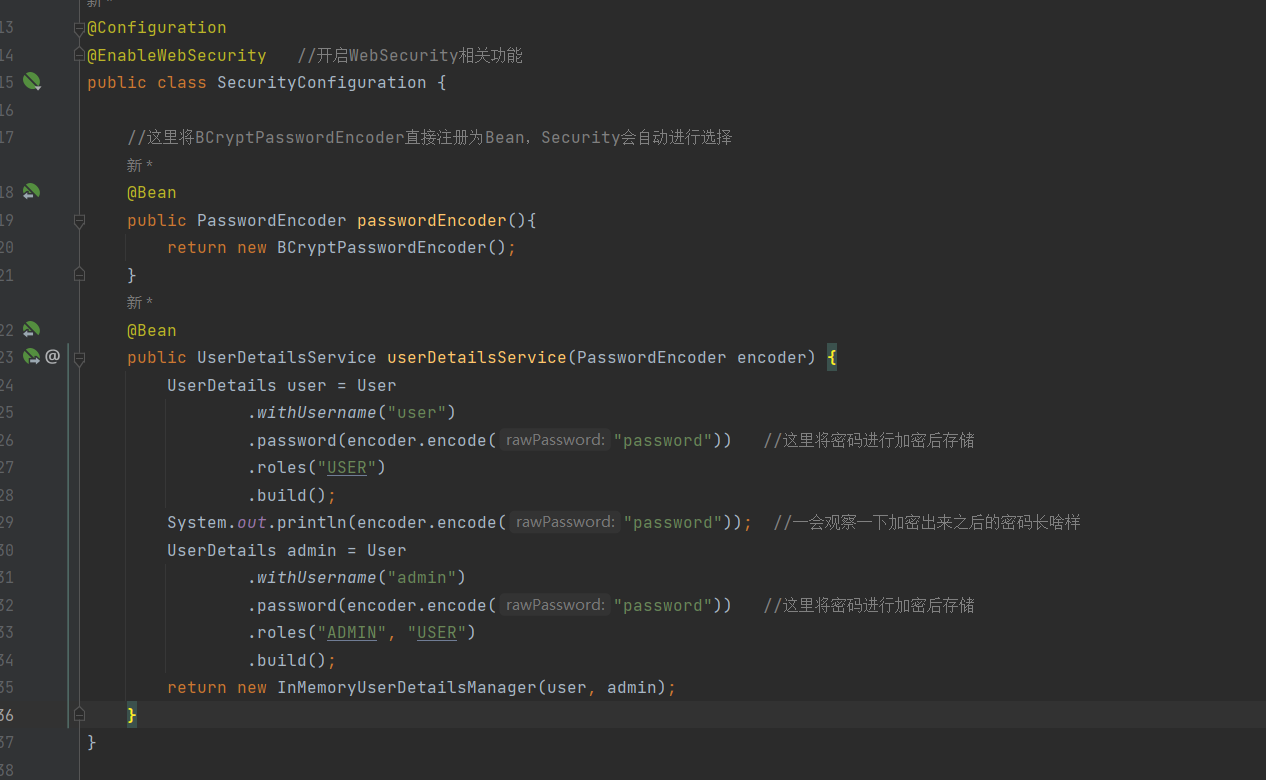 新 *
13 @Configuration
14 @EnableWebSecurity //开启WebSecurity相关功能
15 public class SecurityConfiguration {
16
17 //这里将BCryptPasswordEncoder直接注册为Bean，Security会自动进行选择
新 *
18 @Bean
19 public PasswordEncoder passwordEncoder(){
20 return new BCryptPasswordEncoder();
21 }
新 *
22 @Bean
23 @ public UserDetailsService userDetailsService(PasswordEncoder encoder) {
24 UserDetails user = User
25 .withUsername("user")
26 .password(encoder.encode( rawPassword: "password")) //这里将密码进行加密后存储
27 .roles("USER")
28 .build();
29 System.out.println(encoder.encode( rawPassword: "password")); //一会观察一下加密出来之后的密码长啥样
30 UserDetails admin = User
31 .withUsername("admin")
32 .password(encoder.encode( rawPassword: "password")) //这里将密码进行加密后存储
33 .roles("ADMIN", "USER")
34 .build();
35 return new InMemoryUserDetailsManager(user, admin);
36 }
37 }
38